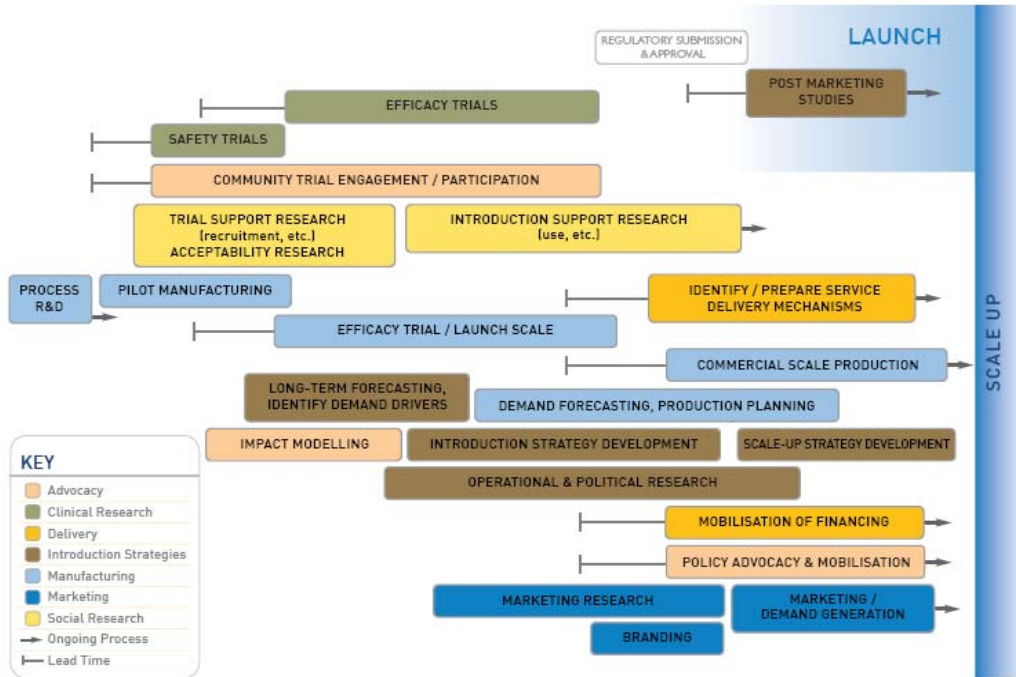 REGULATORY SUBMISSION
& APPROVAL
LAUNCH
POST MARKETING
STUDIES
EFFICACY TRIALS
SAFETY TRIALS
COMMUNITY TRIAL ENGAGEMENT / PARTICIPATION
TRIAL SUPPORT RESEARCH
(recruitment, etc.)
ACCEPTABILITY RESEARCH
INTRODUCTION SUPPORT RESEARCH
(use, etc.)
PROCESS
R&D
PILOT MANUFACTURING
IDENTIFY / PREPARE SERVICE
DELIVERY MECHANISMS
EFFICACY TRIAL / LAUNCH SCALE
COMMERCIAL SCALE PRODUCTION
SCALE UP
LONG-TERM FORECASTING,
IDENTIFY DEMAND DRIVERS
DEMAND FORECASTING, PRODUCTION PLANNING
IMPACT MODELLING
INTRODUCTION STRATEGY DEVELOPMENT
SCALE-UP STRATEGY DEVELOPMENT
OPERATIONAL & POLITICAL RESEARCH
MOBILISATION OF FINANCING
POLICY ADVOCACY & MOBILISATION
MARKETING RESEARCH
MARKETING /
DEMAND GENERATION
BRANDING
KEY
Advocacy
Clinical Research
Delivery
Introduction Strategies
Manufacturing
Marketing
Social Research
Ongoing Process
Lead Time